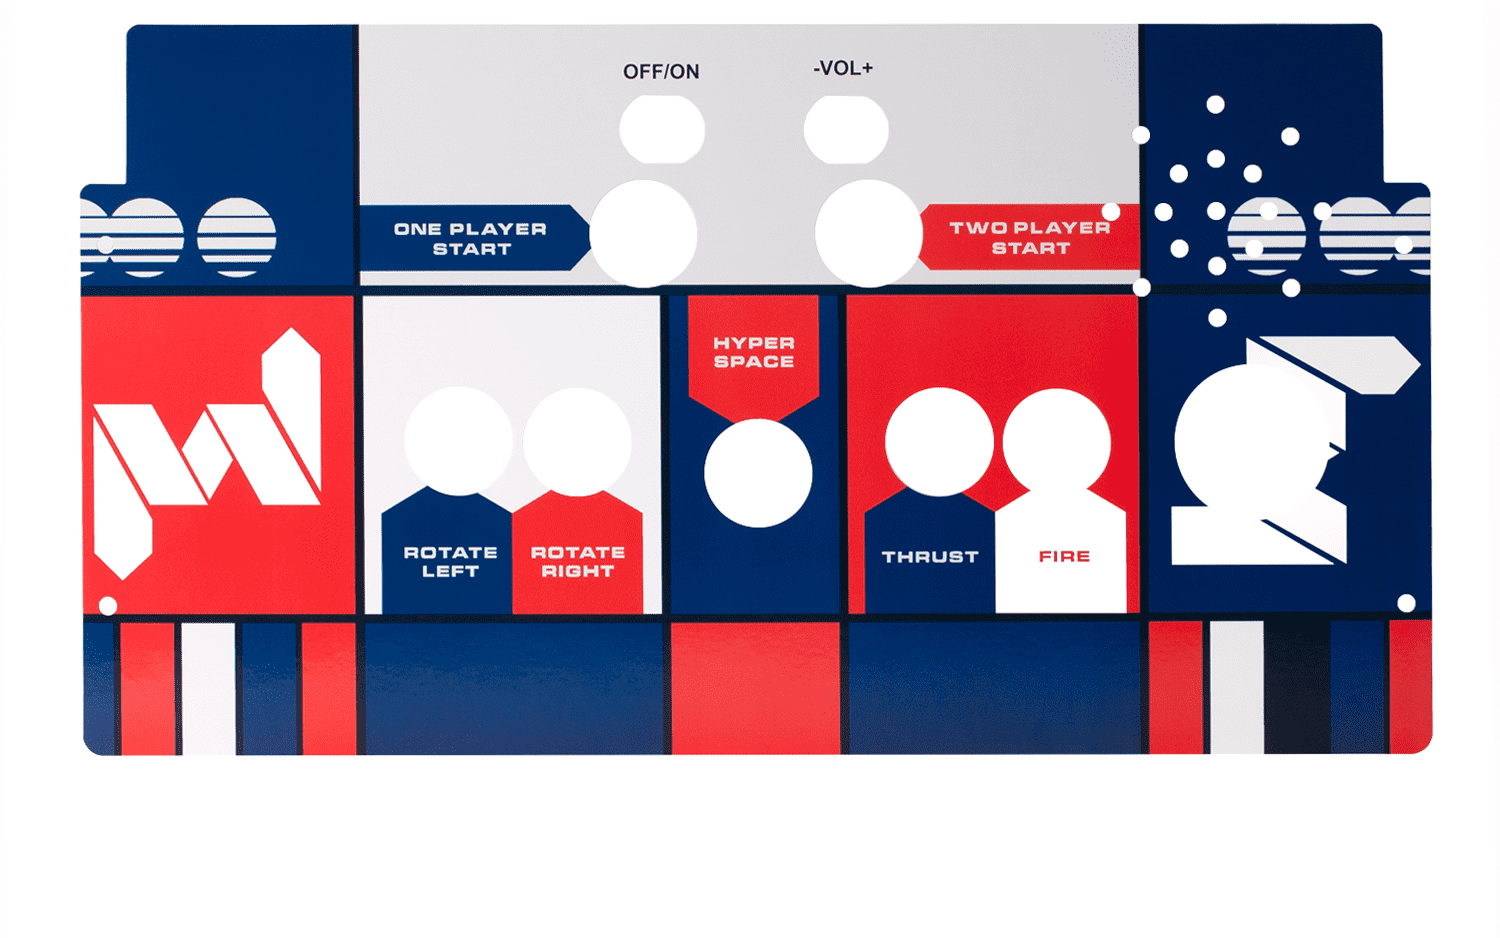 OFF/ON
-VOL+
ONE PLAYER
START
TWO PLAYER
START
HYPER
SPACE
ROTATE
LEFT
ROTATE
RIGHT
THRUST
FIRE